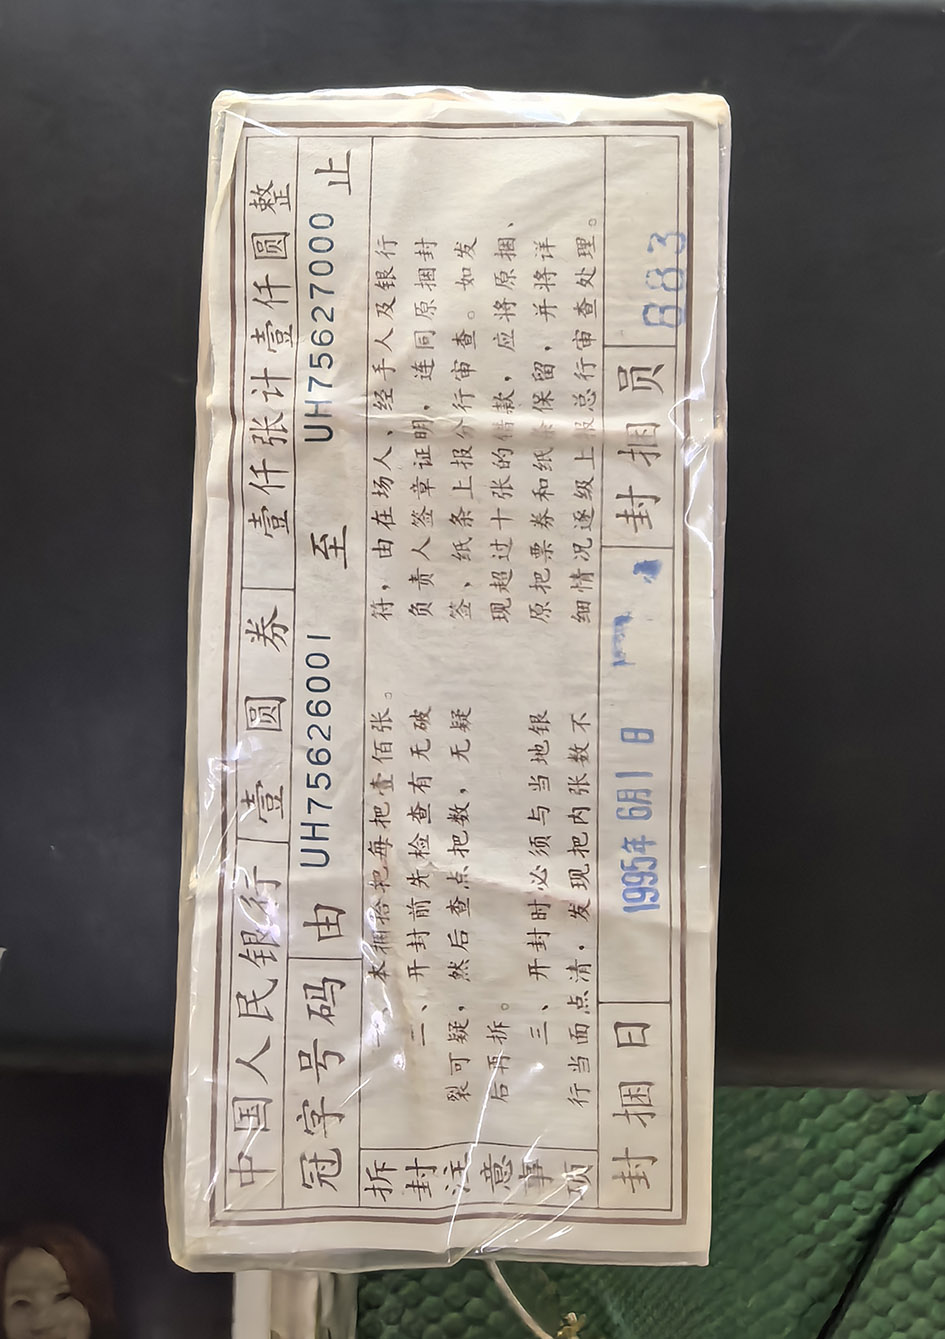 中国人民银行 壹圆券 壹仟张计壹仟圆整
冠字号码 由 UH75626001 至 UH75627000 止
拆封注意事项
一、本捆拾把每把壹佰张。
二、开封前先检查有无破
裂可疑，然后查点把数，无疑
后再拆。
三、开封时必须与当地银
行当面点清，发现把内张数不
符，由在场人、经手人及银行
负责人签章证明，连同原捆封
签、纸条上报分行审查。如发
现超过十张的错款，应将原捆、
原把票券和纸条保留，并将详
细情况逐级上报总行审查处理。
封捆日 1995年6月1日 封捆员 883